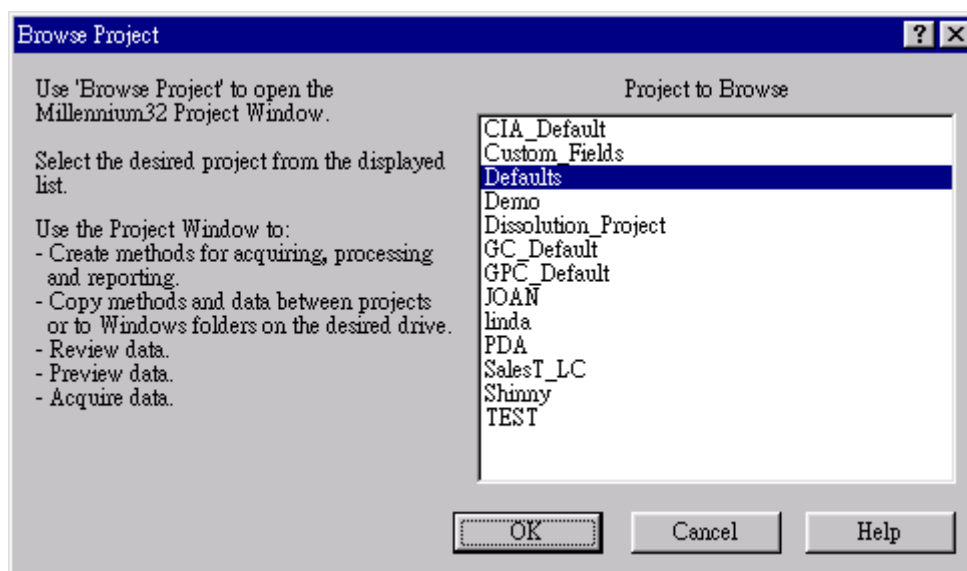 Browse Project
Use 'Browse Project' to open the
Millennium32 Project Window.
Select the desired project from the displayed
list.
Use the Project Window to:
- Create methods for acquiring, processing
and reporting.
- Copy methods and data between projects
or to Windows folders on the desired drive.
- Review data.
- Preview data.
- Acquire data.
Project to Browse
CIA_Default
Custom_Fields
Defaults
Demo
Dissolution_Project
GC_Default
GPC_Default
JOAN
linda
PDA
SalesT_LC
Shinny
TEST
OK
Cancel
Help